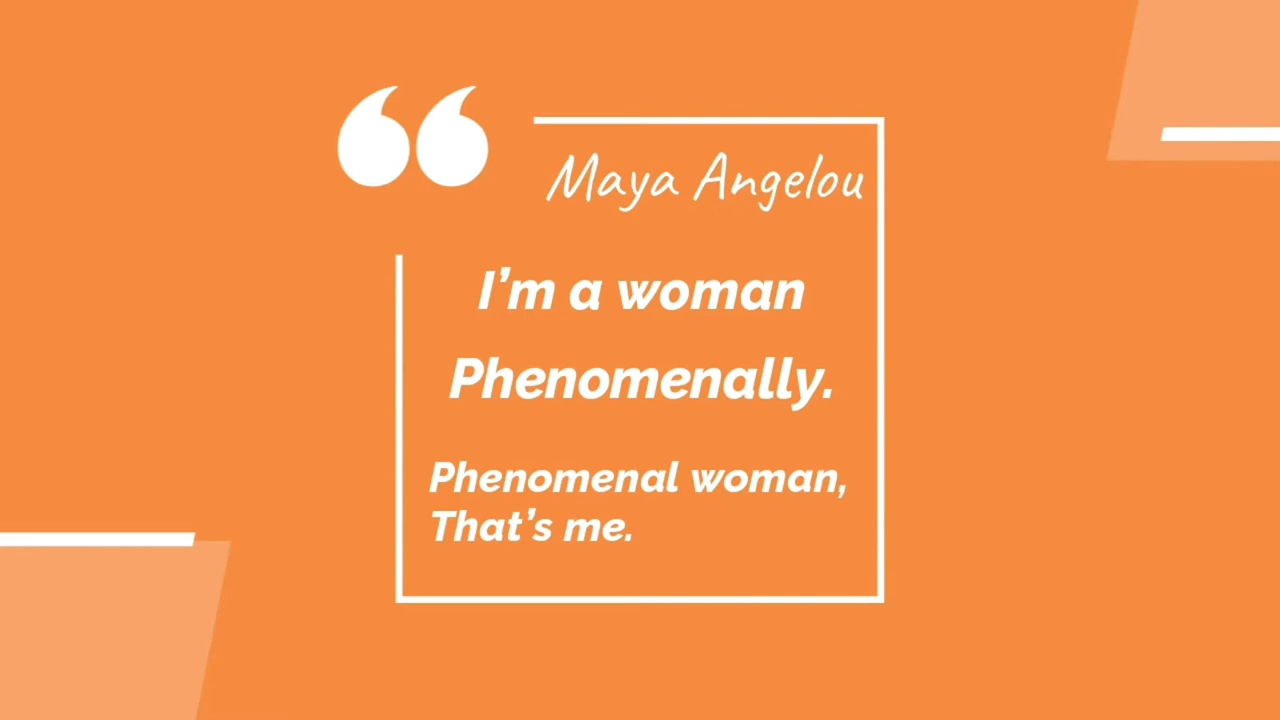 Maya Angelou
I’m a woman
Phenomenally.
Phenomenal woman,
That’s me.